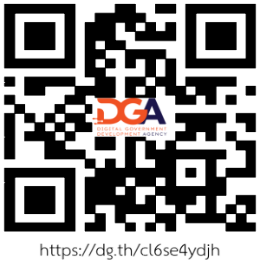 DGA
DIGITAL GOVERNMENT
DEVELOPMENT AGENCY
https://dg.th/cl6se4ydjh